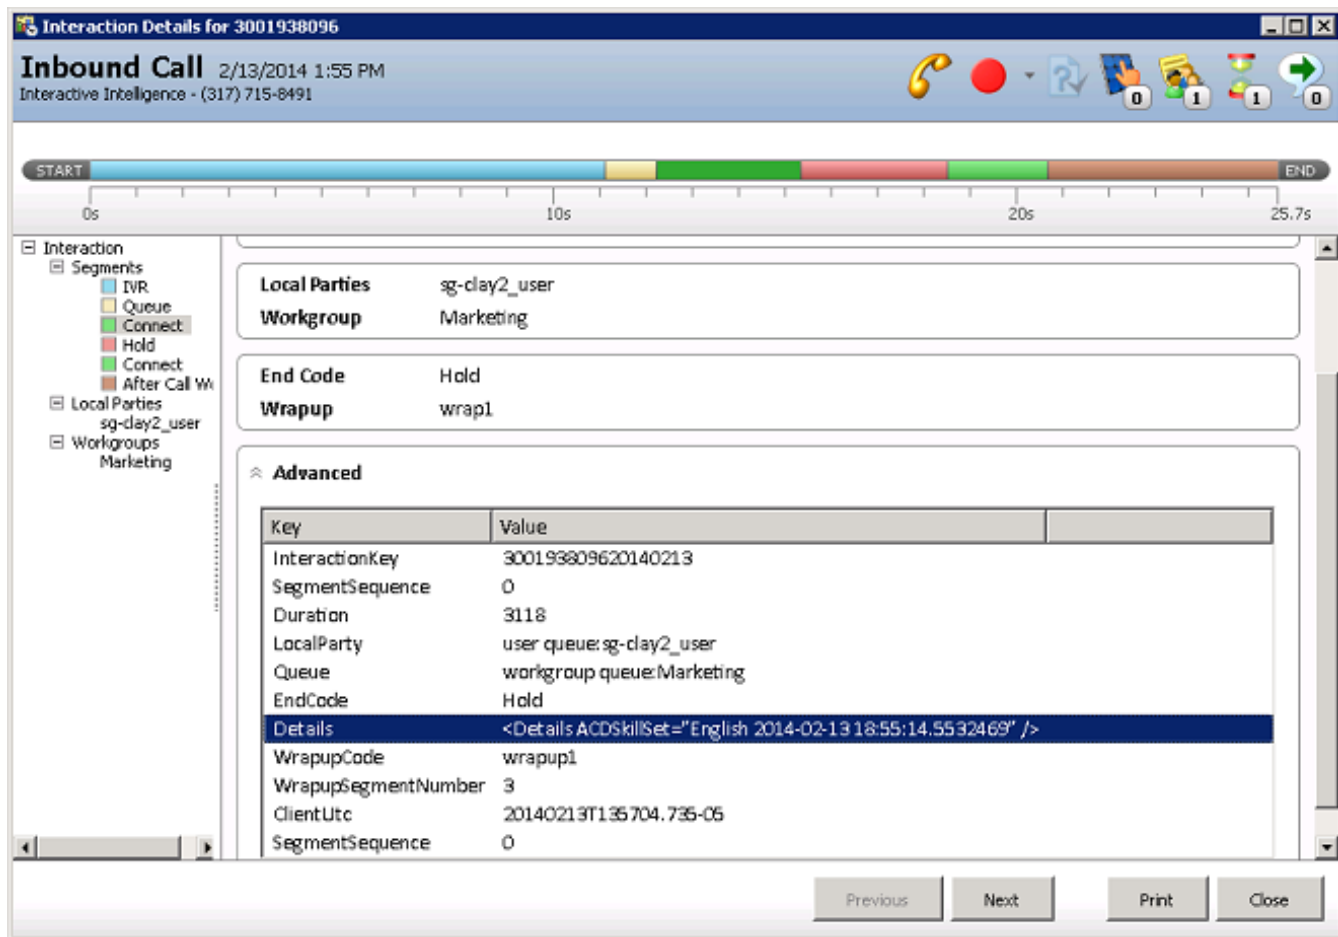 Interaction Details for 3001938096
Inbound Call 2/13/2014 1:55 PM
Interactive Intelligence - (317) 715-8491
0 1 1 0
START END
0s 10s 20s 25.7s
Interaction
Segments
IVR
Queue
Connect
Hold
Connect
After Call W
Local Parties
sg-clay2_user
Workgroups
Marketing
Local Parties sg-clay2_user
Workgroup Marketing
End Code Hold
Wrapup wrap1
Advanced
Key Value
InteractionKey 300193809620140213
SegmentSequence 0
Duration 3118
LocalParty user queue:sg-clay2_user
Queue workgroup queue:Marketing
EndCode Hold
Details <Details ACDSkillSet="English 2014-02-13 18:55:14.5532469" />
WrapupCode wrapup1
WrapupSegmentNumber 3
ClientUtc 20140213T135704.735-05
SegmentSequence 0
Previous Next Print Close